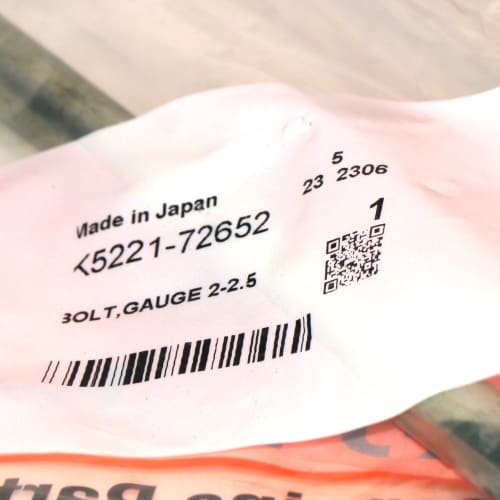 5
23 2306
Made in Japan
K5221-72652
1
BOLT,GAUGE 2-2.5